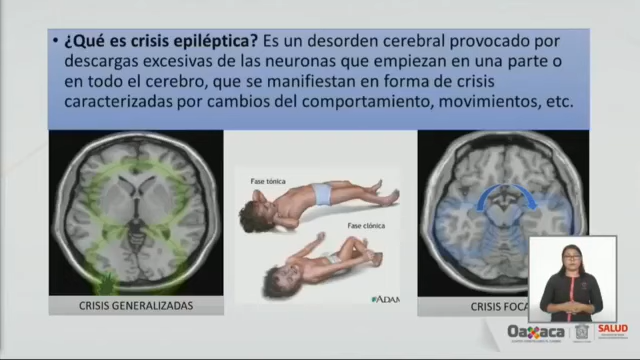 • ¿Qué es crisis epiléptica? Es un desorden cerebral provocado por
descargas excesivas de las neuronas que empiezan en una parte o
en todo el cerebro, que se manifiestan en forma de crisis
caracterizadas por cambios del comportamiento, movimientos, etc.
Fase tónica
Fase clónica
ADAM
CRISIS GENERALIZADAS
CRISIS FOCA
Oaxaca
SALUD